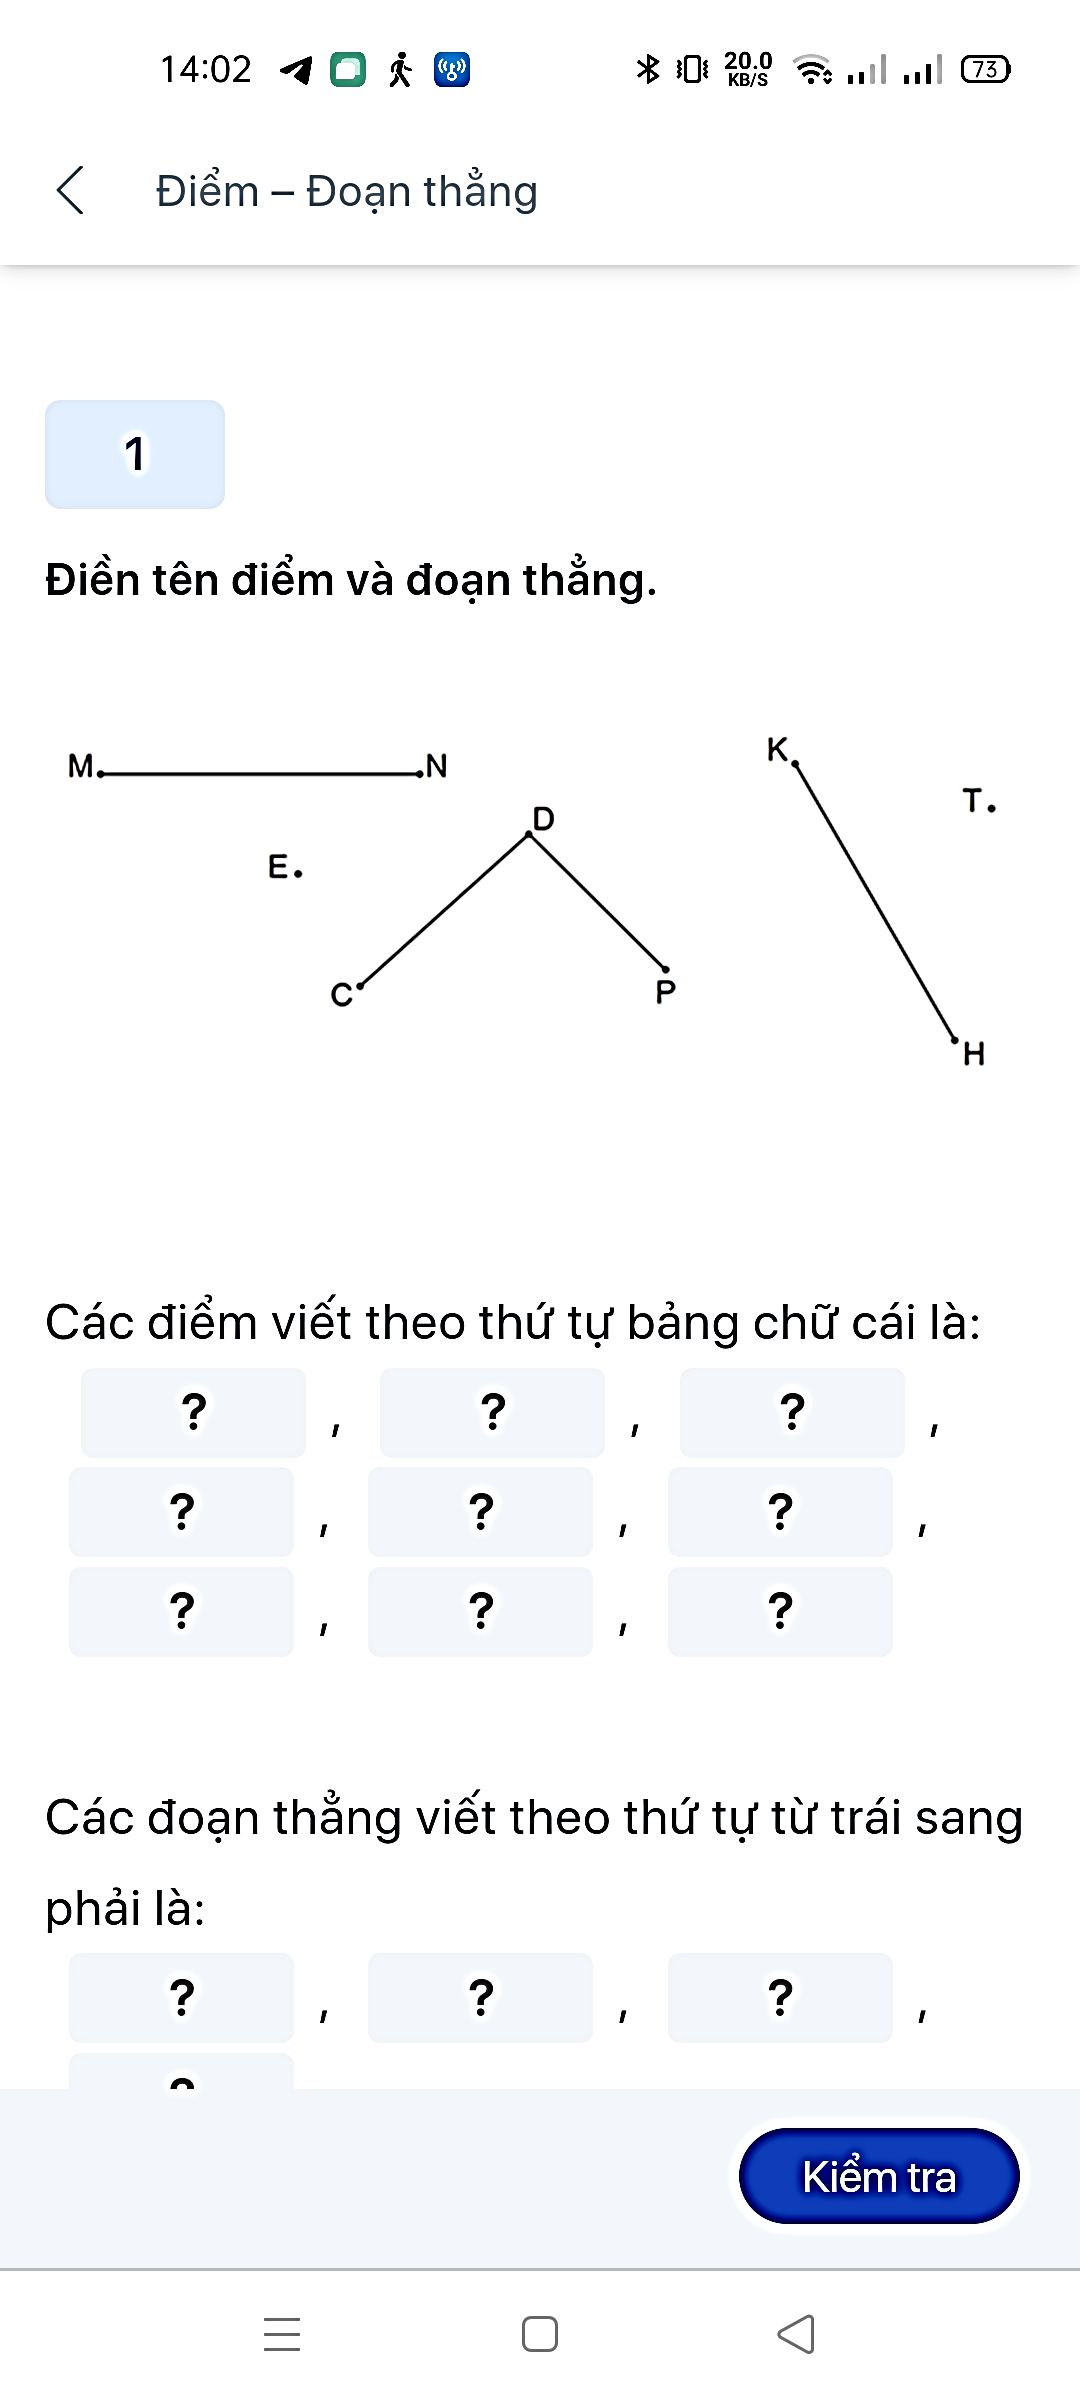 14:02 20.0 KB/S 73
Điểm – Đoạn thẳng
1
Điền tên điểm và đoạn thẳng.
M N K
T.
D
E.
C P
H
Các điểm viết theo thứ tự bảng chữ cái là:
? , ? , ? ,
? , ? , ? ,
? , ? , ?
Các đoạn thẳng viết theo thứ tự từ trái sang
phải là:
? , ? , ? ,
?
Kiểm tra